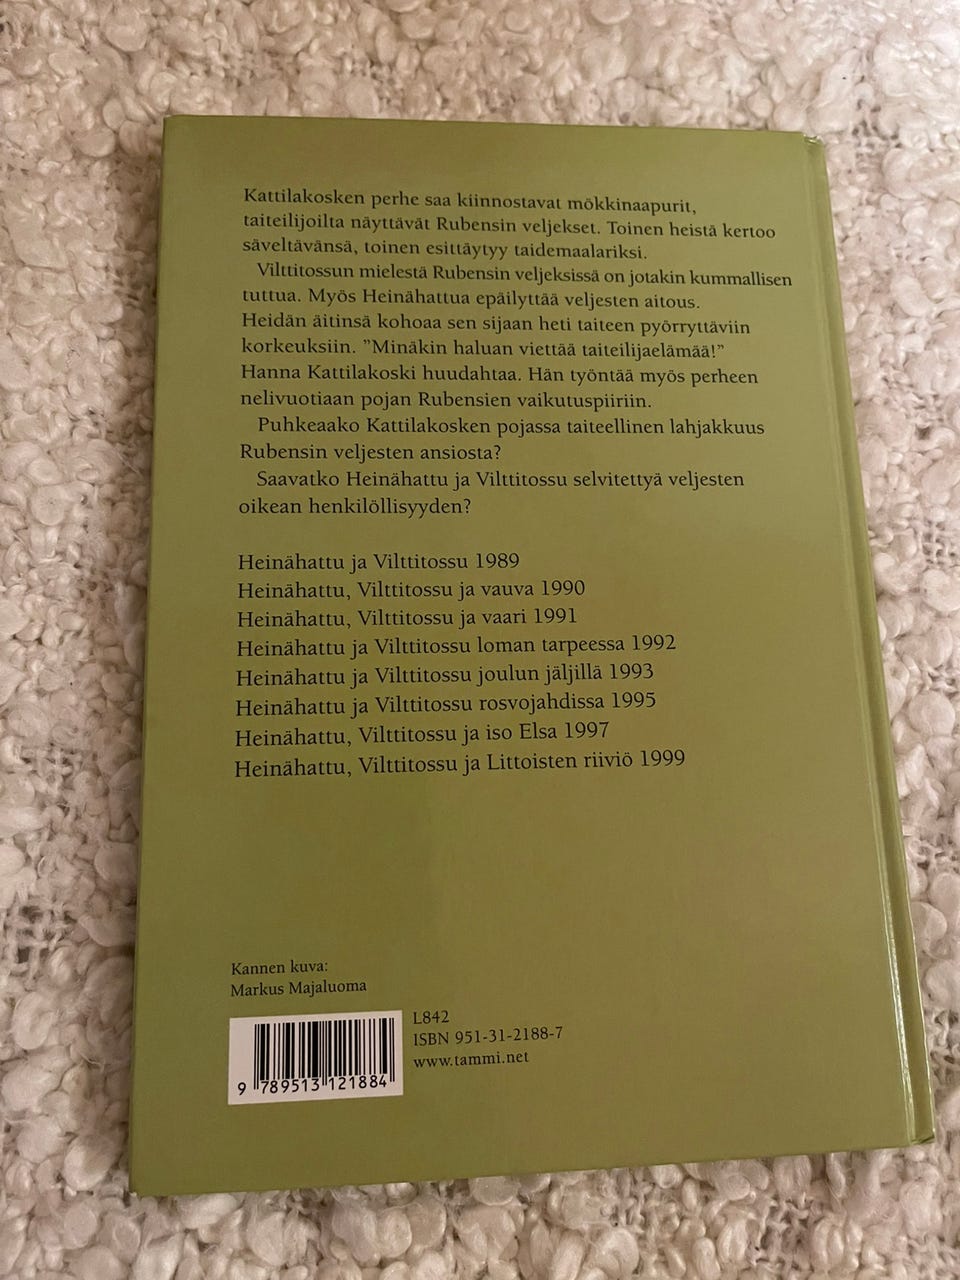 Kattilakosken perhe saa kiinnostavat mökkinaapurit,
taiteilijoilta näyttävät Rubensin veljekset. Toinen heistä kertoo
säveltävänsä, toinen esittäytyy taidemaalariksi.
Vilttitossun mielestä Rubensin veljeksissä on jotakin kummallisen
tuttua. Myös Heinähattua epäilyttää veljesten aitous.
Heidän äitinsä kohoaa sen sijaan heti taiteen pyörryttäviin
korkeuksiin. ”Minäkin haluan viettää taiteilijaelämää!”
Hanna Kattilakoski huudahtaa. Hän työntää myös perheen
nelivuotiaan pojan Rubensien vaikutuspiiriin.
Puhkeaako Kattilakosken pojassa taiteellinen lahjakkuus
Rubensin veljesten ansiosta?
Saavatko Heinähattu ja Vilttitossu selvitettyä veljesten
oikean henkilöllisyyden?
Heinähattu ja Vilttitossu 1989
Heinähattu, Vilttitossu ja vauva 1990
Heinähattu, Vilttitossu ja vaari 1991
Heinähattu ja Vilttitossu loman tarpeessa 1992
Heinähattu ja Vilttitossu joulun jäljillä 1993
Heinähattu ja Vilttitossu rosvojahdissa 1995
Heinähattu, Vilttitossu ja iso Elsa 1997
Heinähattu, Vilttitossu ja Littoisten riiviö 1999
Kannen kuva:
Markus Majaluoma
L842
ISBN 951-31-2188-7
www.tammi.net
9 789513 121884